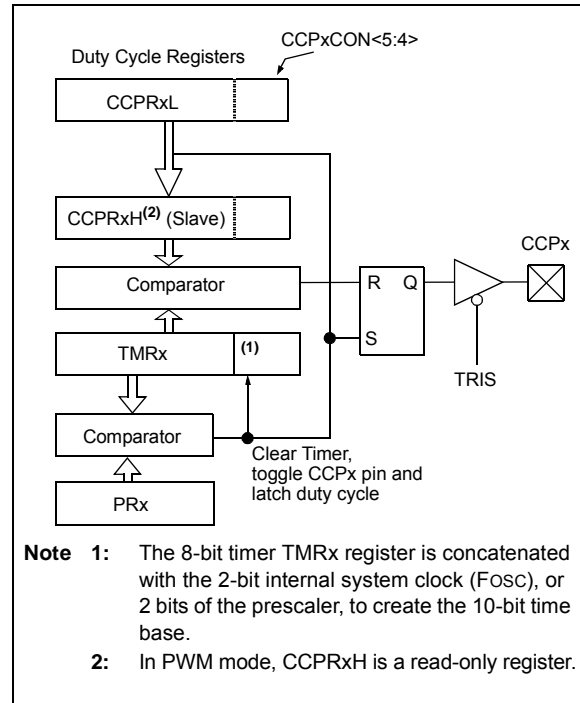 CCPxCON<5:4>
Duty Cycle Registers
CCPRxL
CCPRxH(2) (Slave)
CCPx
Comparator
R Q
TMRx (1)
S
TRIS
Comparator
Clear Timer,
toggle CCPx pin and
latch duty cycle
PRx
Note 1: The 8-bit timer TMRx register is concatenated
with the 2-bit internal system clock (FOSC), or
2 bits of the prescaler, to create the 10-bit time
base.
2: In PWM mode, CCPRxH is a read-only register.